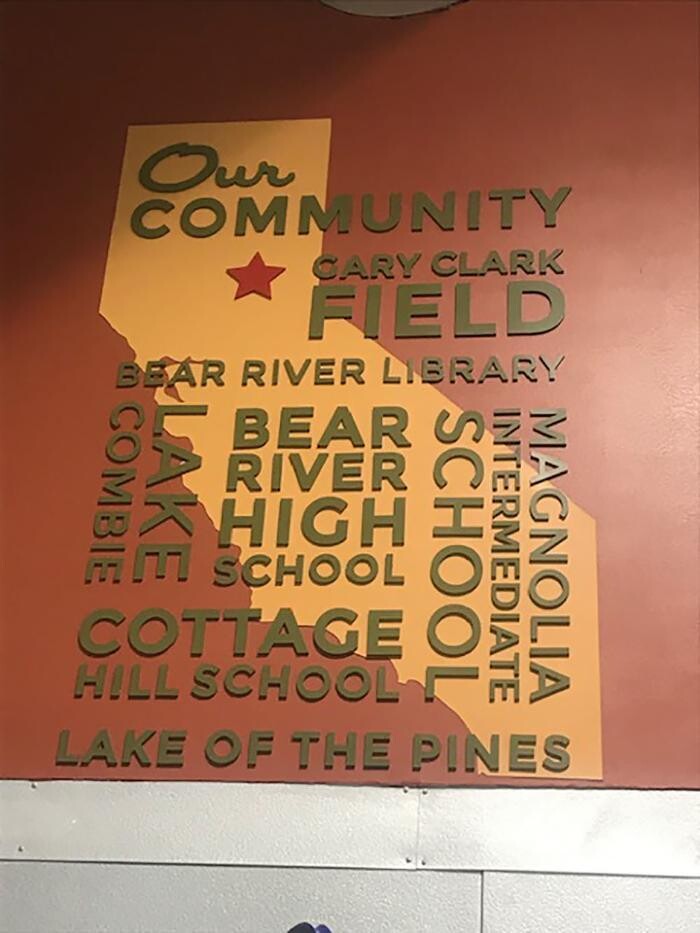 Our
COMMUNITY
GARY CLARK
FIELD
BEAR RIVER LIBRARY
LAKE
COMBIE
BEAR
RIVER
HIGH
SCHOOL
MAGNOLIA
INTERMEDIATE
SCHOOL
COTTAGE
HILL SCHOOL
LAKE OF THE PINES